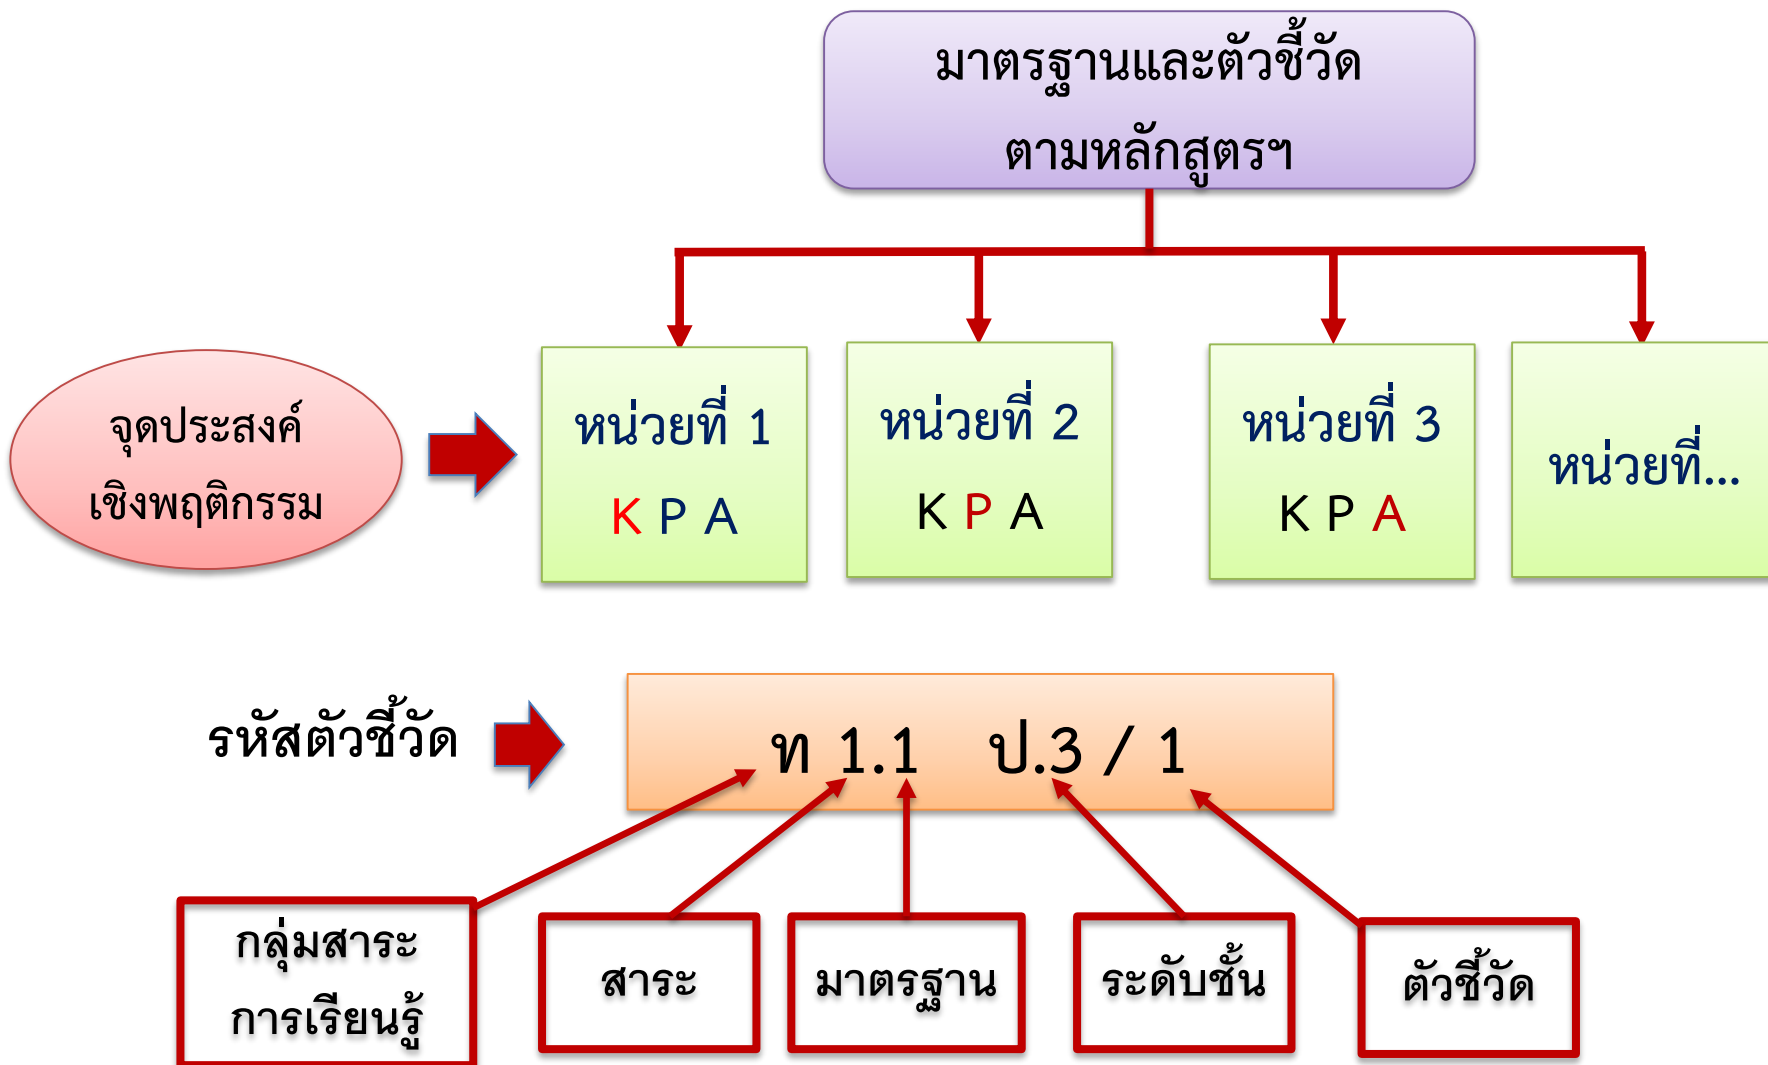 มาตรฐานและตัวชี้วัด
ตามหลักสูตรฯ
จุดประสงค์
เชิงพฤติกรรม
หน่วยที่ 1
K P A
หน่วยที่ 2
K P A
หน่วยที่ 3
K P A
หน่วยที่...
รหัสตัวชี้วัด
ท 1.1 ป.3 / 1
กลุ่มสาระ
การเรียนรู้
สาระ
มาตรฐาน
ระดับชั้น
ตัวชี้วัด